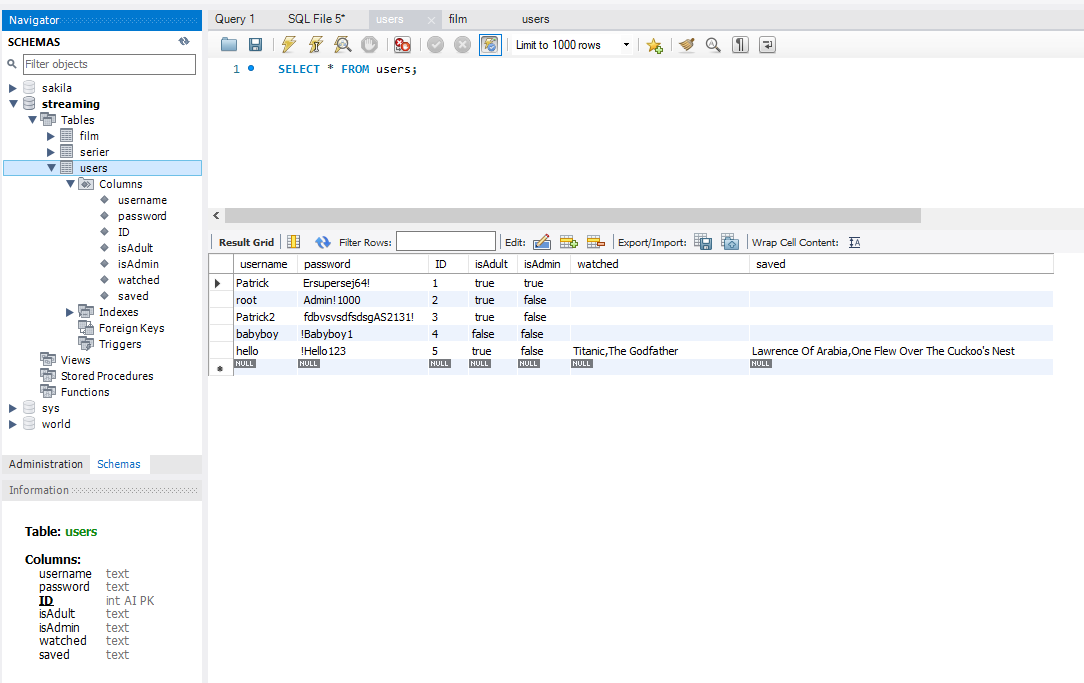 Navigator
SCHEMAS
Filter objects
sakila
streaming
Tables
film
serier
users
Columns
username
password
ID
isAdult
isAdmin
watched
saved
Indexes
Foreign Keys
Triggers
Views
Stored Procedures
Functions
sys
world
Administration Schemas
Information
Table: users
Columns:
username text
password text
ID int AI PK
isAdult text
isAdmin text
watched text
saved text
Query 1 SQL File 5* users film users
Limit to 1000 rows
1 SELECT * FROM users;
Result Grid Filter Rows: Edit: Export/Import: Wrap Cell Content: IA
username password ID isAdult isAdmin watched saved
Patrick Ersupersej64! 1 true true
root Admin!1000 2 true false
Patrick2 fdbvsvsdfsdsgAS2131! 3 true false
babyboy !Babyboy1 4 false false
hello !Hello123 5 true false Titanic,The Godfather Lawrence Of Arabia,One Flew Over The Cuckoo's Nest
NULL NULL NULL NULL NULL NULL NULL